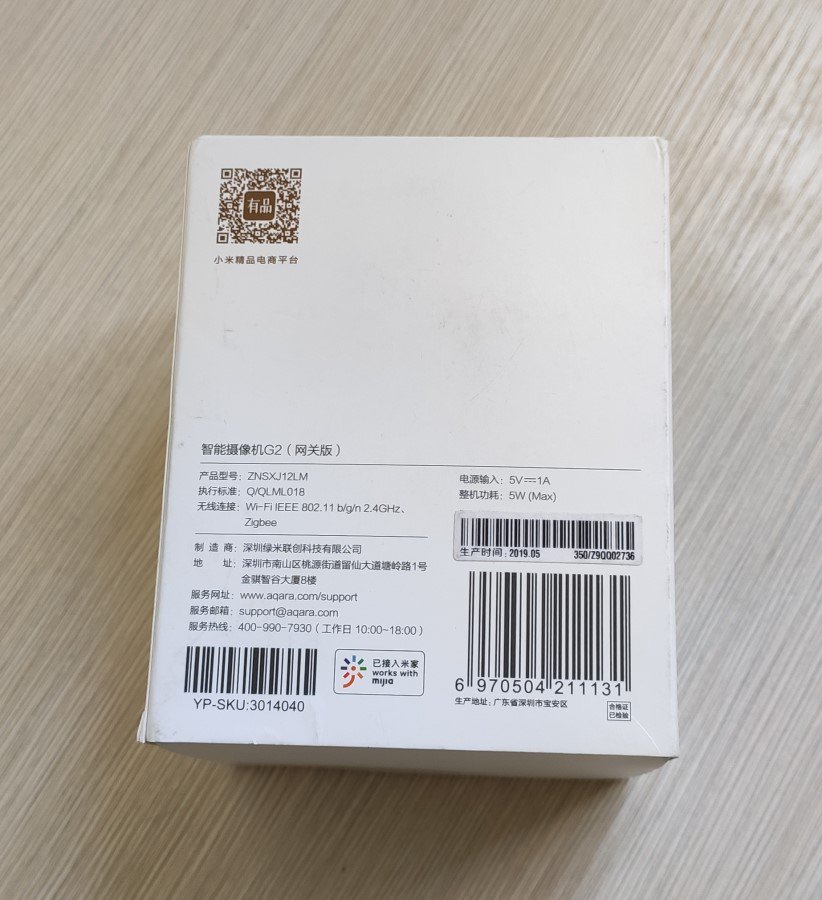 有品
小米精品电商平台
智能摄像机G2（网关版）
产品型号：ZNSXJ12LM
执行标准：Q/QLML018
无线连接：Wi-Fi IEEE 802.11 b/g/n 2.4GHz、
Zigbee
电源输入：5V⎓1A
整机功耗：5W (Max)
制 造 商：深圳绿米联创科技有限公司
地 址：深圳市南山区桃源街道留仙大道塘岭路1号
金骐智谷大厦8楼
服务网址：www.aqara.com/support
服务邮箱：support@aqara.com
服务热线：400-990-7930（工作日 10:00~18:00）
生产时间：2019.05 350/Z90002736
YP-SKU:3014040
已接入米家
works with
mijia
6 970504 211131
生产地址：广东省深圳市宝安区
合格证
已检验